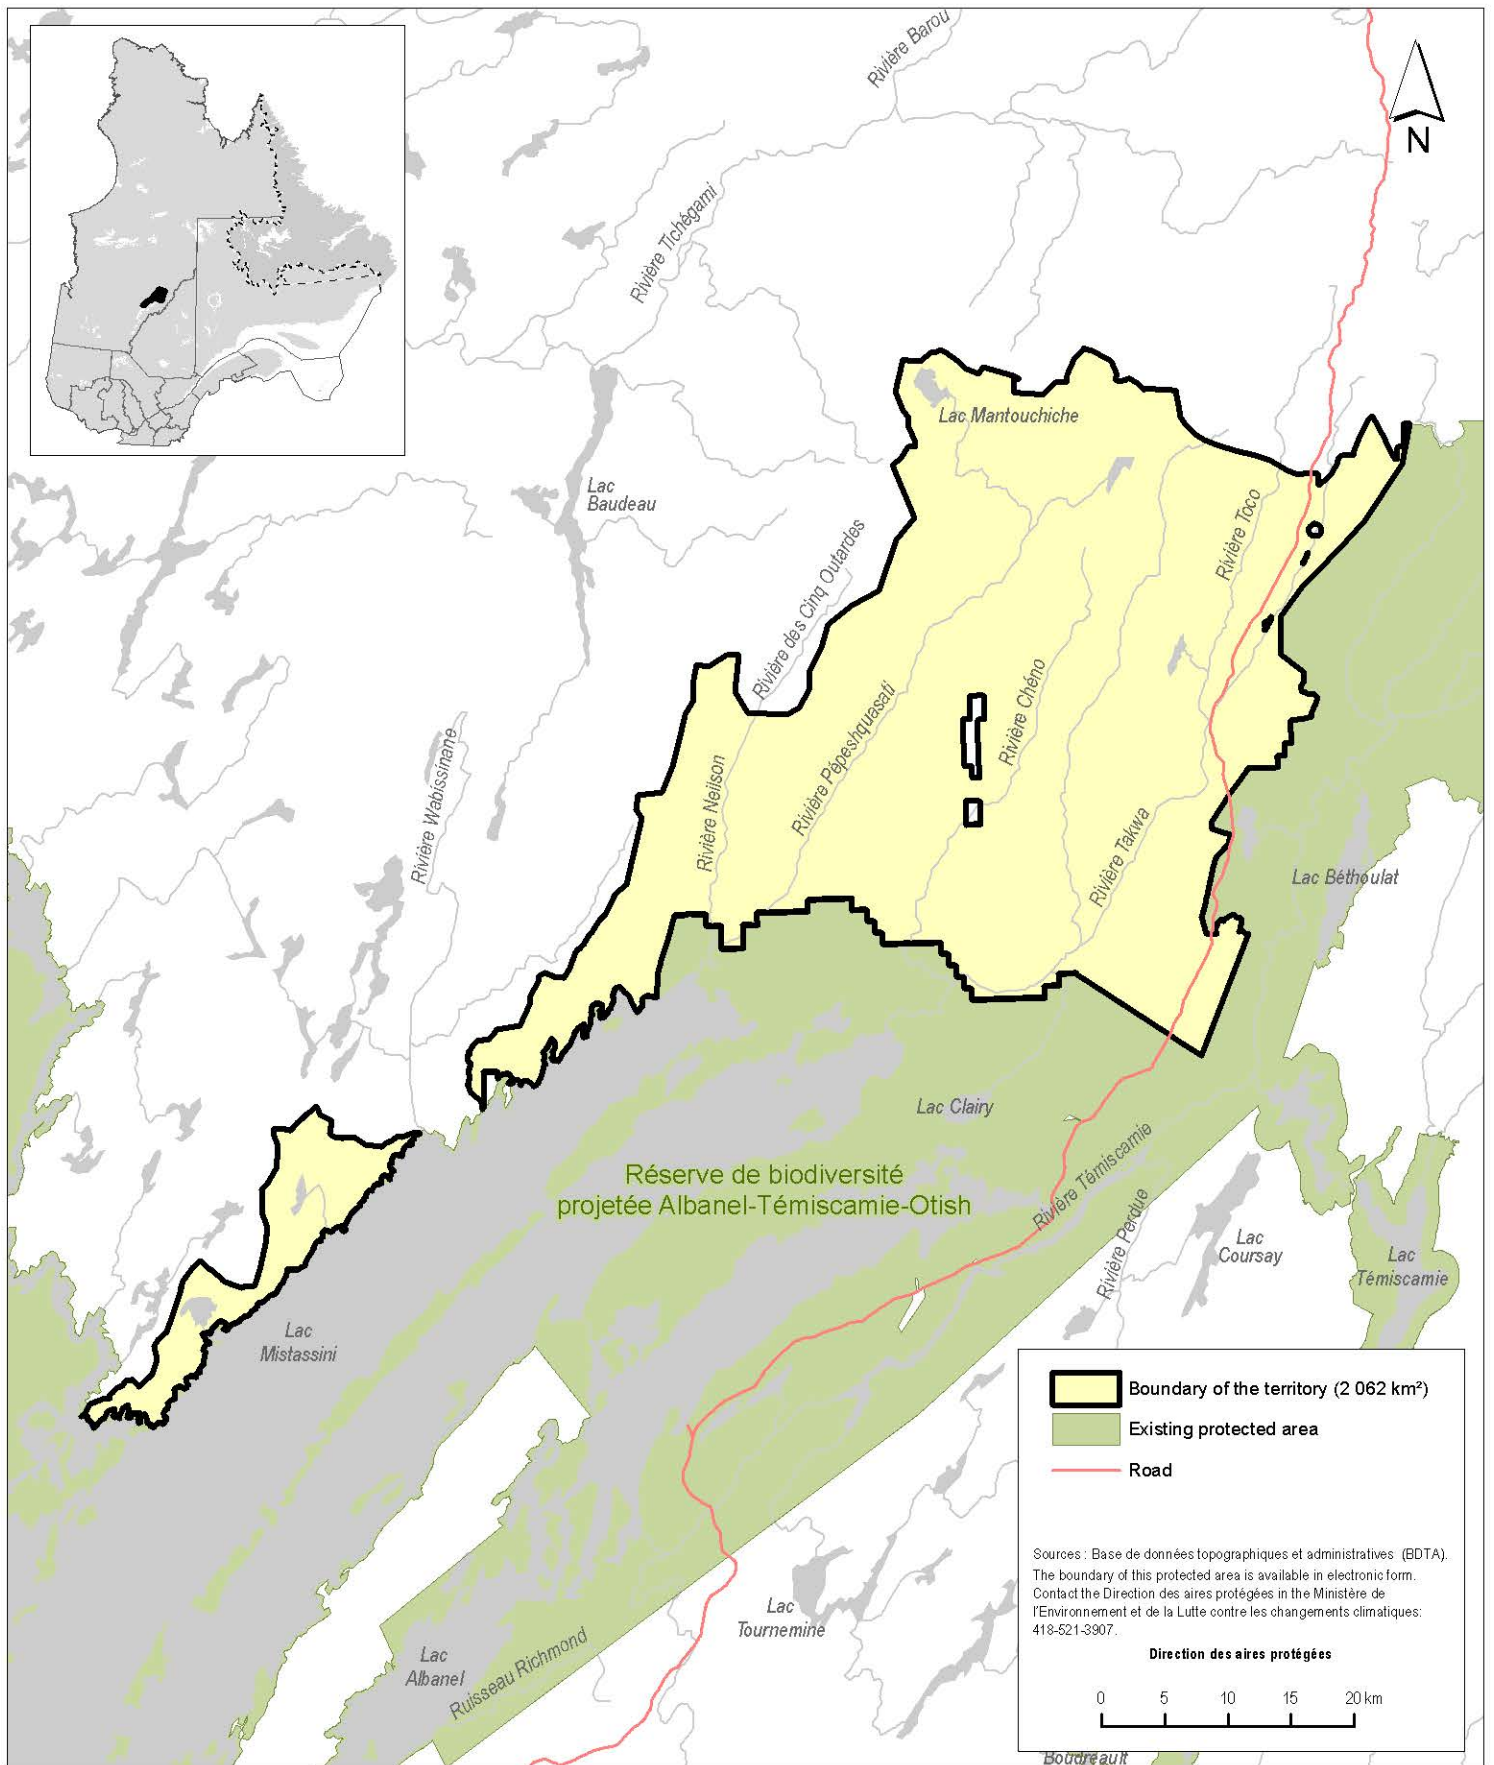 Rivière Barou
N
Rivière Tichégami
Lac Mantouchiche
Lac
Baudeau
Rivière Toco
Rivière des Cinq Outardes
Rivière Chéno
Rivière Pépeshquasati
Rivière Wabissinane
Rivière Neilson
Rivière Takwa
Lac Béthoulat
Lac Clairy
Réserve de biodiversité
projetée Albanel-Témiscamie-Otish
Rivière Témiscamie
Rivière Perdue
Lac
Coursay
Lac
Témiscamie
Lac
Mistassini
Lac
Tournemine
Lac
Albanel
Ruisseau Richmond
Boundary of the territory (2 062 km²)
Existing protected area
Road
Sources : Base de données topographiques et administratives (BDTA).
The boundary of this protected area is available in electronic form.
Contact the Direction des aires protégées in the Ministère de
l'Environnement et de la Lutte contre les changements climatiques:
418-521-3907.
Direction des aires protégées
0 5 10 15 20 km
Boudreault